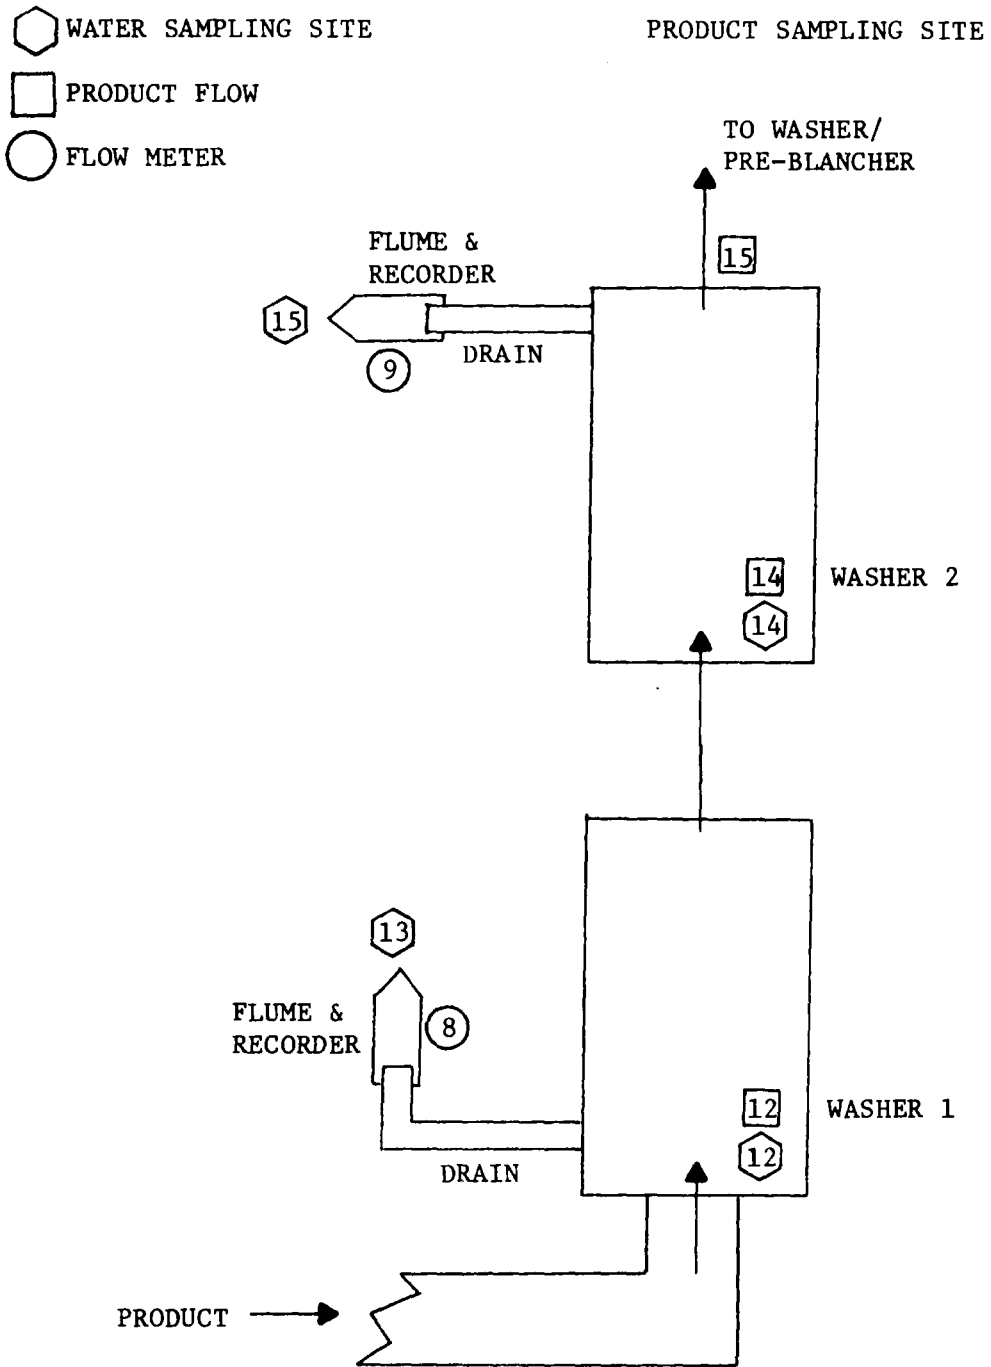 WATER SAMPLING SITE
PRODUCT SAMPLING SITE
PRODUCT FLOW
FLOW METER
TO WASHER/
PRE-BLANCHER
15
FLUME &
RECORDER
15
DRAIN
9
14
WASHER 2
14
13
FLUME &
RECORDER
8
12
WASHER 1
12
DRAIN
PRODUCT